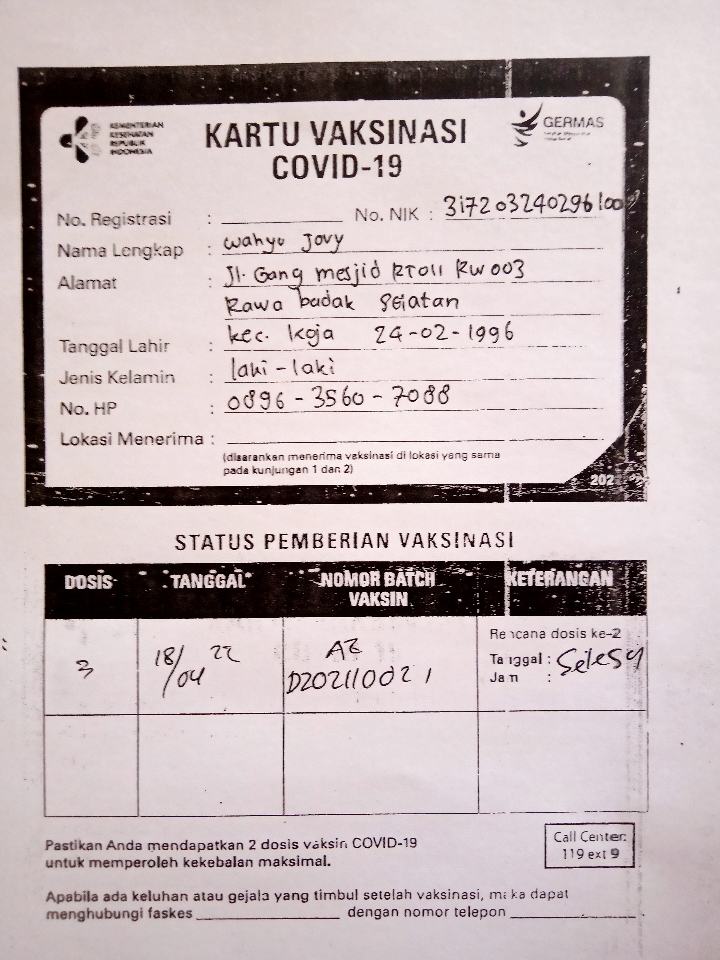 KEMENTERIAN
KESEHATAN
REPUBLIK
INDONESIA
GERMAS
KARTU VAKSINASI
COVID-19
No. Registrasi : No. NIK : 317203240296100
Nama Lengkap : wahyu Jovy
Alamat : Jl. Gang mesjid RT011 RW003
Rawa badak Selatan
kec. koja
Tanggal Lahir : 24-02-1996
Jenis Kelamin : laki-laki
No. HP : 0896-3560-7088
Lokasi Menerima :
(disarankan menerima vaksinasi di lokasi yang sama
pada kunjungan 1 dan 2)
202
STATUS PEMBERIAN VAKSINASI
DOSIS TANGGAL NOMOR BATCH VAKSIN KETERANGAN
3 18/04 22 AZ D202110021
Rencana dosis ke-2
Tanggal : Selesai
Jam :
Pastikan Anda mendapatkan 2 dosis vaksin COVID-19
untuk memperoleh kekebalan maksimal.
Call Center:
119 ext 9
Apabila ada keluhan atau gejala yang timbul setelah vaksinasi, maka dapat
menghubungi faskes dengan nomor telepon